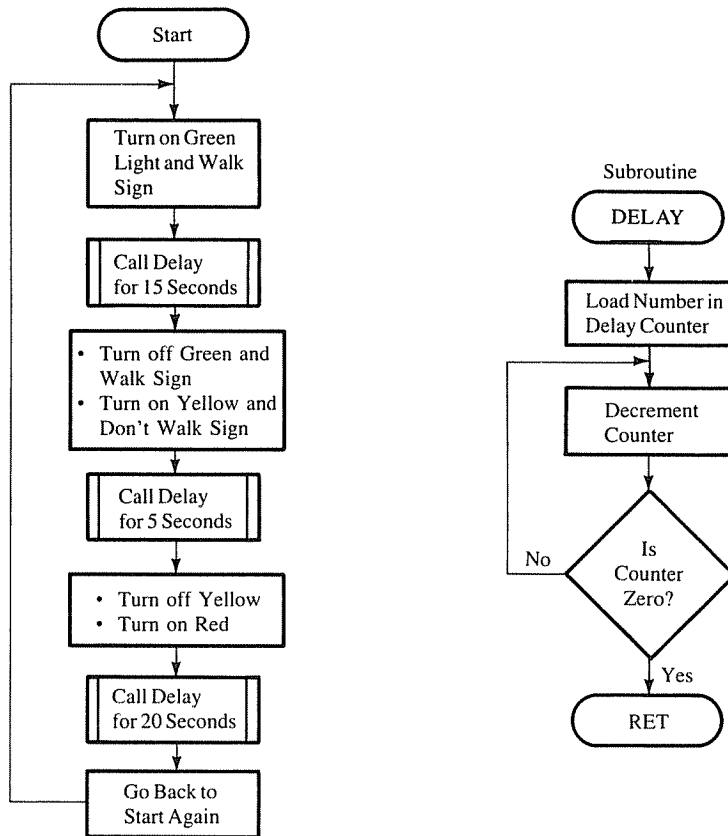 Start
Turn on Green
Light and Walk
Sign
Call Delay
for 15 Seconds
• Turn off Green and
Walk Sign
• Turn on Yellow and
Don't Walk Sign
Call Delay
for 5 Seconds
• Turn off Yellow
• Turn on Red
Call Delay
for 20 Seconds
Go Back to
Start Again
Subroutine
DELAY
Load Number in
Delay Counter
Decrement
Counter
Is
Counter
Zero?
No
Yes
RET